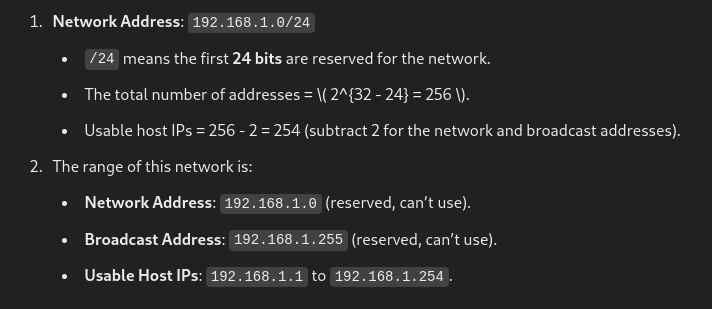 1. Network Address: 192.168.1.0/24
• /24 means the first 24 bits are reserved for the network.
• The total number of addresses = \( 2^{32 - 24} = 256 \).
• Usable host IPs = 256 - 2 = 254 (subtract 2 for the network and broadcast addresses).
2. The range of this network is:
• Network Address: 192.168.1.0 (reserved, can’t use).
• Broadcast Address: 192.168.1.255 (reserved, can’t use).
• Usable Host IPs: 192.168.1.1 to 192.168.1.254.